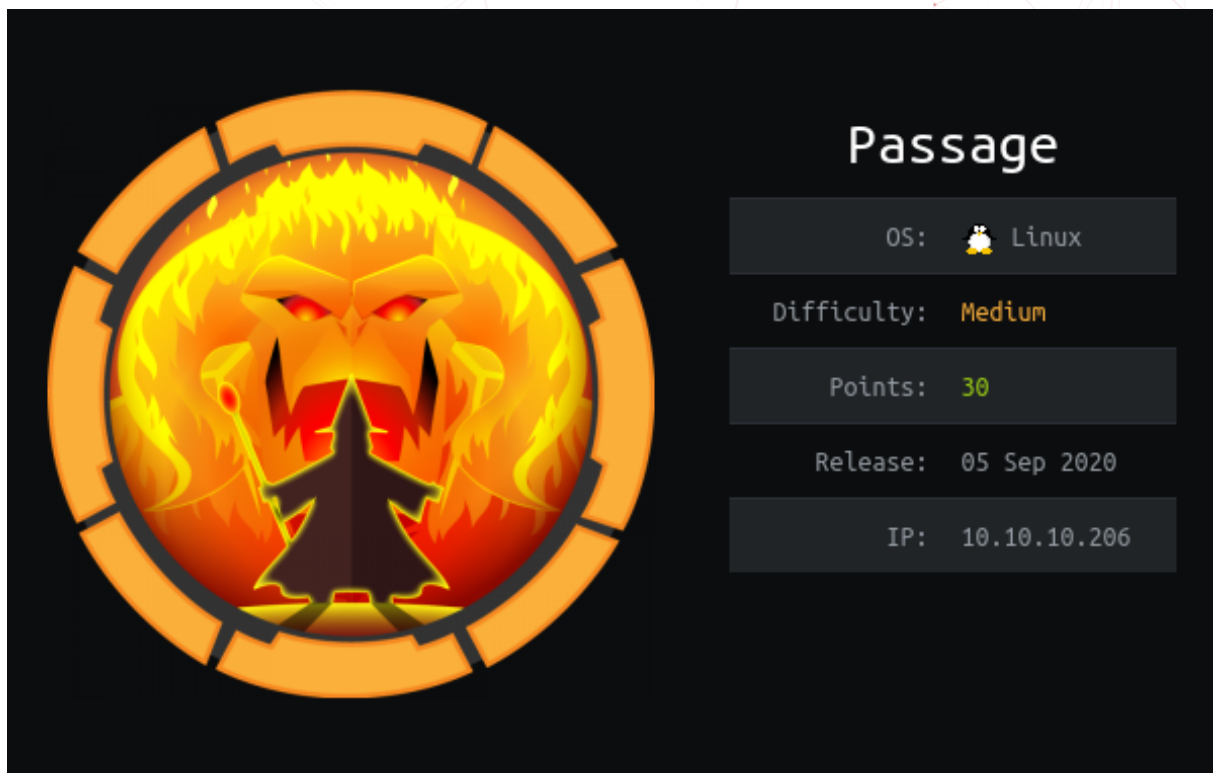 Passage
OS: Linux
Difficulty: Medium
Points: 30
Release: 05 Sep 2020
IP: 10.10.10.206